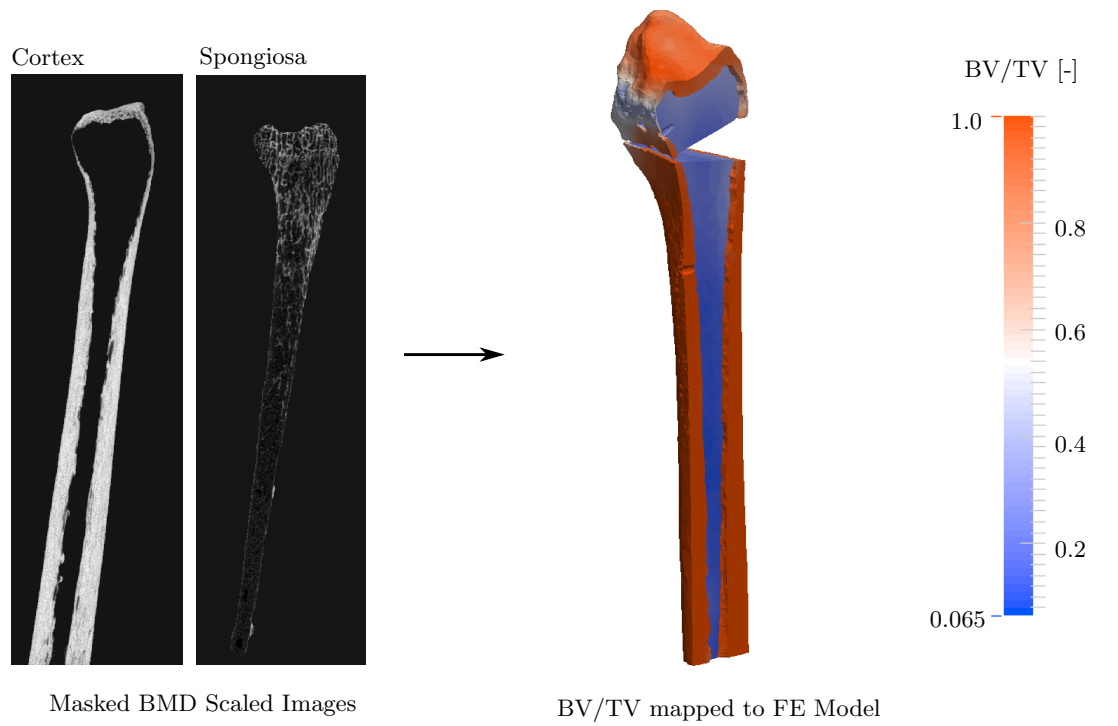 Cortex
Spongiosa
BV/TV [-]
1.0
0.8
0.6
0.4
0.2
0.065
Masked BMD Scaled Images
BV/TV mapped to FE Model